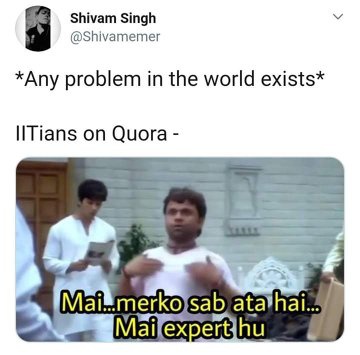 Shivam Singh
@Shivamemer
*Any problem in the world exists*
IITians on Quora -
Mai...merko sab ata hai...
Mai expert hu